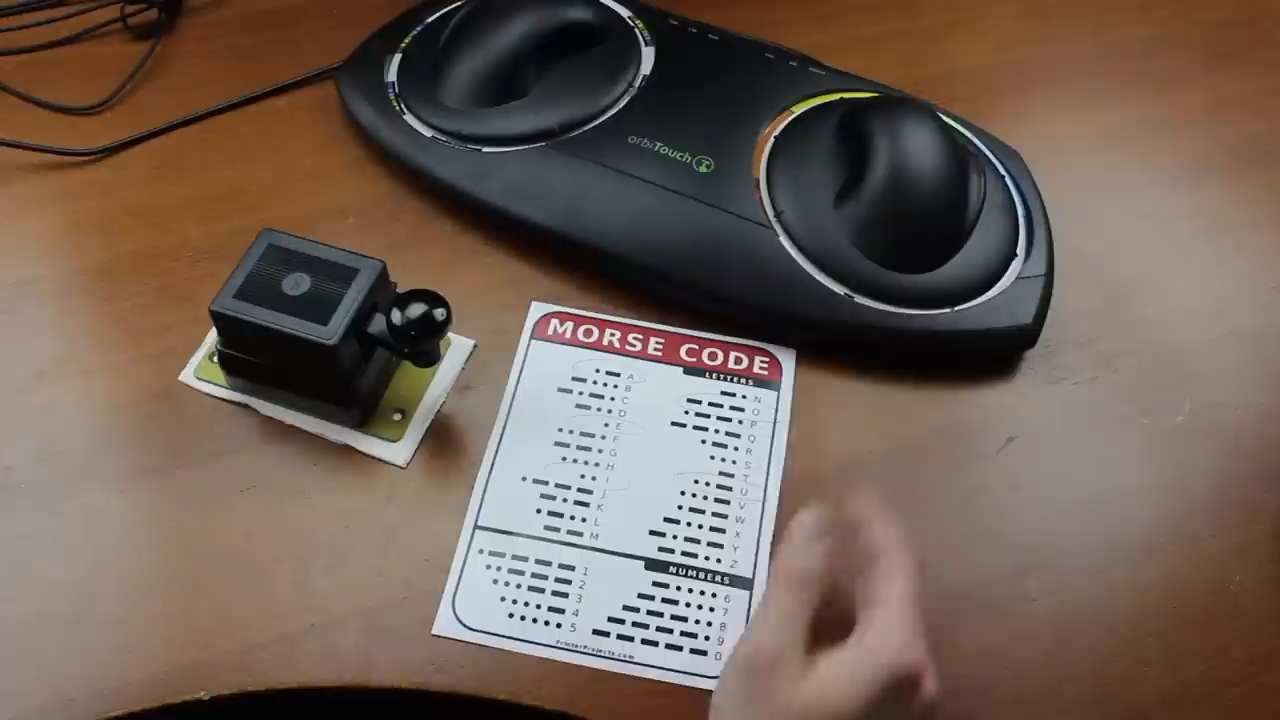 orbiTouch
MORSE CODE
LETTERS
A
B
C
D
E
F
G
H
I
J
K
L
M
N
O
P
Q
R
S
T
U
V
W
X
Y
Z
NUMBERS
1
2
3
4
5
6
7
8
9
0
PrinterProjects.com